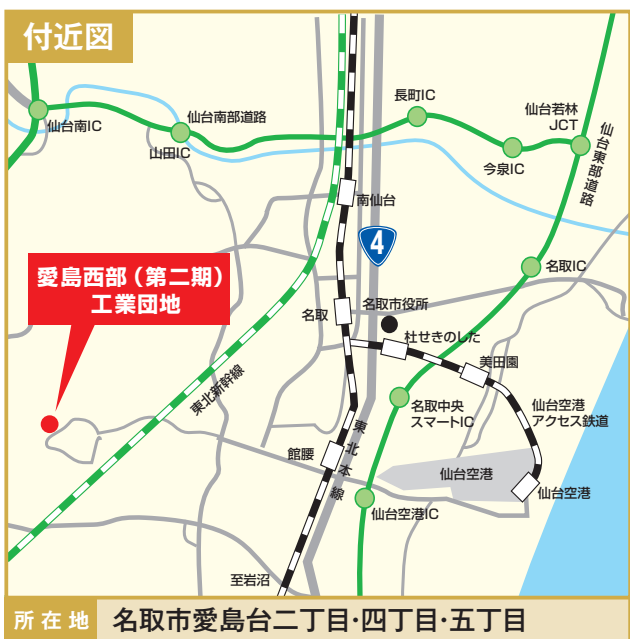 付近図
仙台南IC
山田IC
仙台南部道路
長町IC
仙台若林
JCT
今泉IC
仙台東部道路
南仙台
4
愛島西部（第二期）
工業団地
名取IC
名取市役所
名取
杜せきのした
美田園
東北新幹線
名取中央
スマートIC
仙台空港
アクセス鉄道
東北本線
館腰
仙台空港
仙台空港
仙台空港IC
至岩沼
所在地 名取市愛島台二丁目・四丁目・五丁目